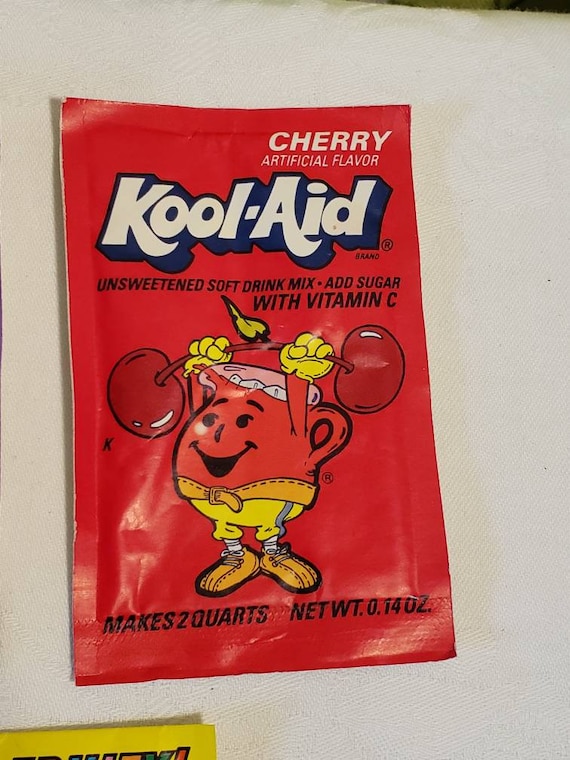 CHERRY
ARTIFICIAL FLAVOR
Kool-Aid®
BRAND
UNSWEETENED SOFT DRINK MIX • ADD SUGAR
WITH VITAMIN C
K
®
MAKES 2 QUARTS NET WT. 0.14 OZ.